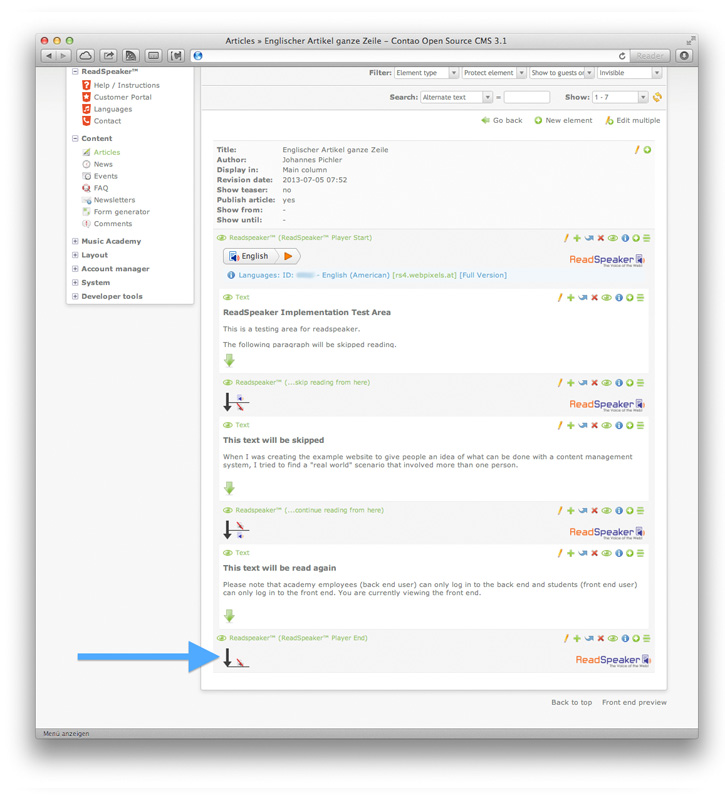 Articles » Englischer Artikel ganze Zeile – Contao Open Source CMS 3.1
Reader
ReadSpeaker™
Help / Instructions
Customer Portal
Languages
Contact
Content
Articles
News
Events
FAQ
Newsletters
Form generator
Comments
Music Academy
Layout
Account manager
System
Developer tools
Filter: Element type Protect element Show to guests on Invisible
Search: Alternate text = Show: 1 - 7
Go back New element Edit multiple
Title: Englischer Artikel ganze Zeile
Author: Johannes Pichler
Display in: Main column
Revision date: 2013-07-05 07:52
Show teaser: no
Publish article: yes
Show from: -
Show until: -
Readspeaker™ (ReadSpeaker™ Player Start)
English
ReadSpeaker
The Voice of the Web!
Languages: ID: - English (American) [rs4.webpixels.at] [Full Version]
Text
ReadSpeaker Implementation Test Area
This is a testing area for readspeaker.
The following paragraph will be skipped reading.
Readspeaker™ (...skip reading from here)
ReadSpeaker
The Voice of the Web!
Text
This text will be skipped
When I was creating the example website to give people an idea of what can be done with a content management
system, I tried to find a "real world" scenario that involved more than one person.
Readspeaker™ (...continue reading from here)
ReadSpeaker
The Voice of the Web!
Text
This text will be read again
Please note that academy employees (back end user) can only log in to the back end and students (front end user)
can only log in to the front end. You are currently viewing the front end.
Readspeaker™ (ReadSpeaker™ Player End)
ReadSpeaker
The Voice of the Web!
Back to top Front end preview
Menü anzeigen